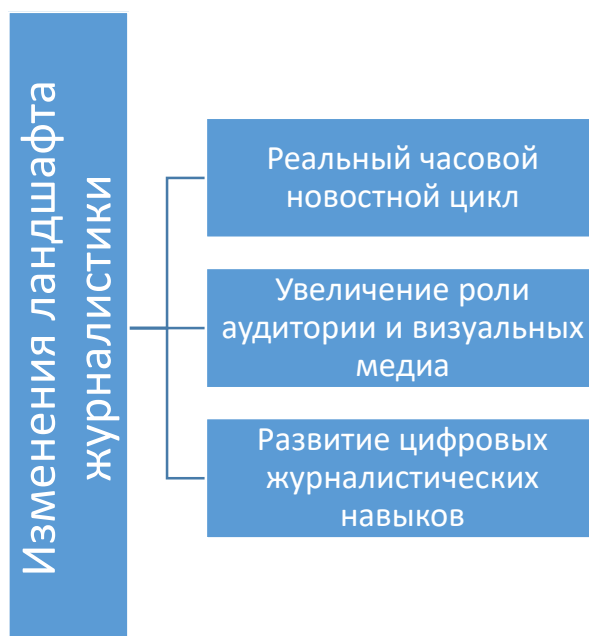 Изменения ландшафта
журналистики
Реальный часовой
новостной цикл
Увеличение роли
аудитории и визуальных
медиа
Развитие цифровых
журналистических
навыков